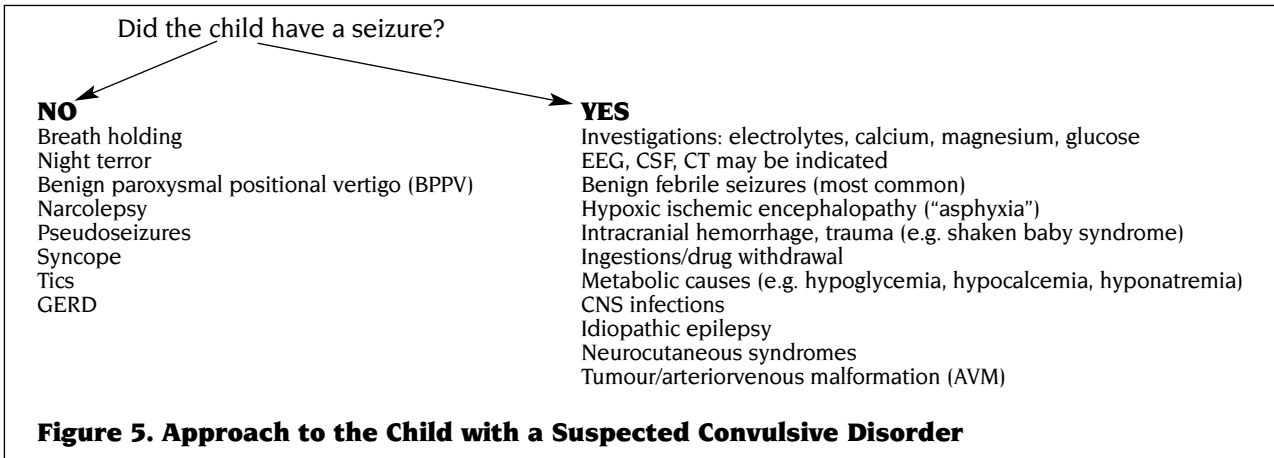 Did the child have a seizure?
NO
Breath holding
Night terror
Benign paroxysmal positional vertigo (BPPV)
Narcolepsy
Pseudoseizures
Syncope
Tics
GERD
YES
Investigations: electrolytes, calcium, magnesium, glucose
EEG, CSF, CT may be indicated
Benign febrile seizures (most common)
Hypoxic ischemic encephalopathy (“asphyxia”)
Intracranial hemorrhage, trauma (e.g. shaken baby syndrome)
Ingestions/drug withdrawal
Metabolic causes (e.g. hypoglycemia, hypocalcemia, hyponatremia)
CNS infections
Idiopathic epilepsy
Neurocutaneous syndromes
Tumour/arteriorvenous malformation (AVM)
Figure 5. Approach to the Child with a Suspected Convulsive Disorder